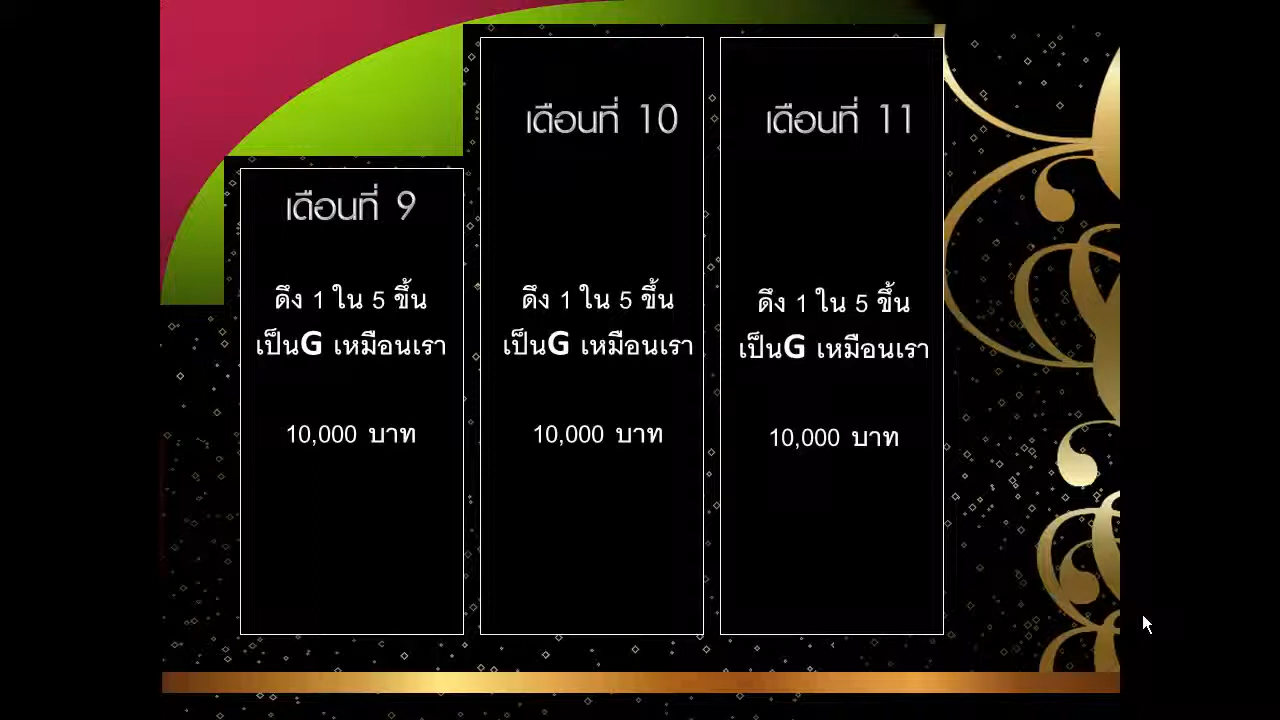 เดือนที่ 9
ดึง 1 ใน 5 ขึ้น
เป็นG เหมือนเรา
10,000 บาท
เดือนที่ 10
ดึง 1 ใน 5 ขึ้น
เป็นG เหมือนเรา
10,000 บาท
เดือนที่ 11
ดึง 1 ใน 5 ขึ้น
เป็นG เหมือนเรา
10,000 บาท